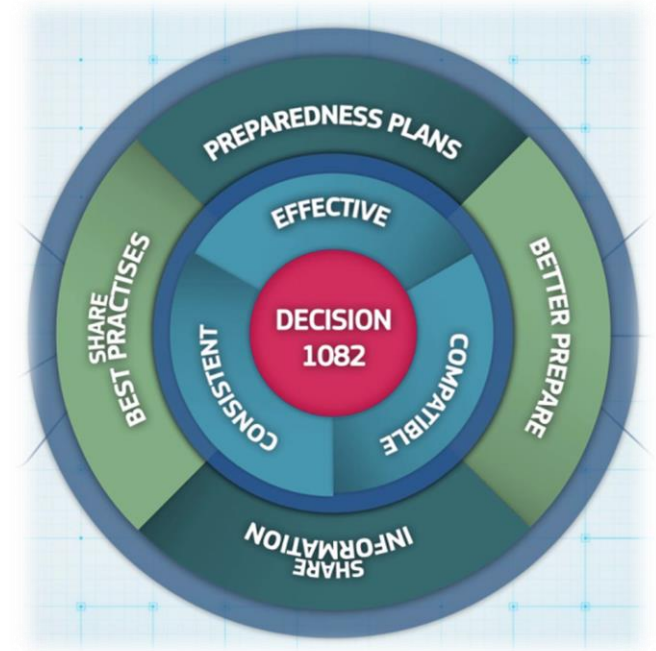 PREPAREDNESS PLANS
BETTER PREPARE
SHARE
INFORMATION
SHARE
BEST PRACTISES
EFFECTIVE
COMPATIBLE
CONSISTENT
DECISION
1082